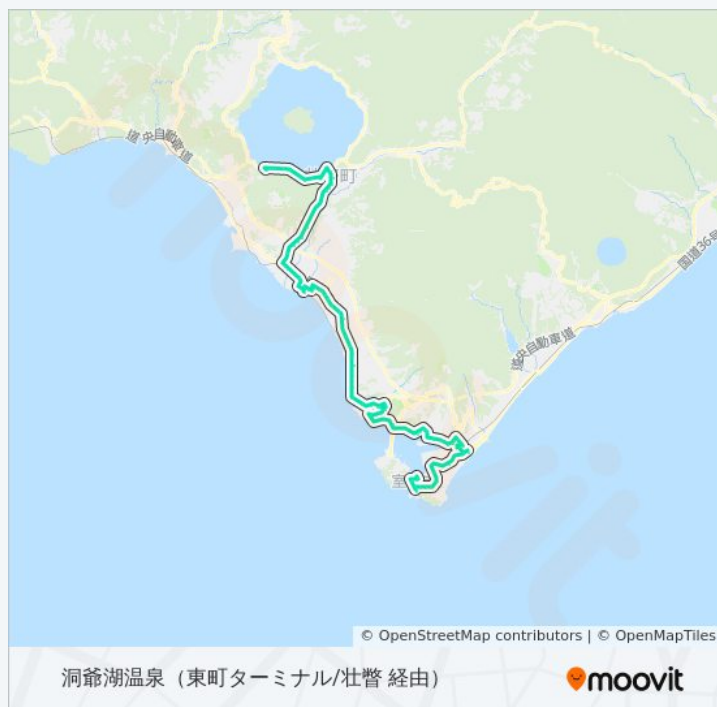 道央自動車道
町
国道36号
道央自動車道
室
© OpenStreetMap contributors | © OpenMapTiles
洞爺湖温泉（東町ターミナル/壮瞥 経由）
moovit